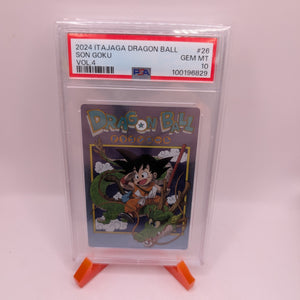 2024 ITAJAGA DRAGON BALL #26
SON GOKU GEM MT
VOL.4 10
PSA 100196829
DRAGON BALL